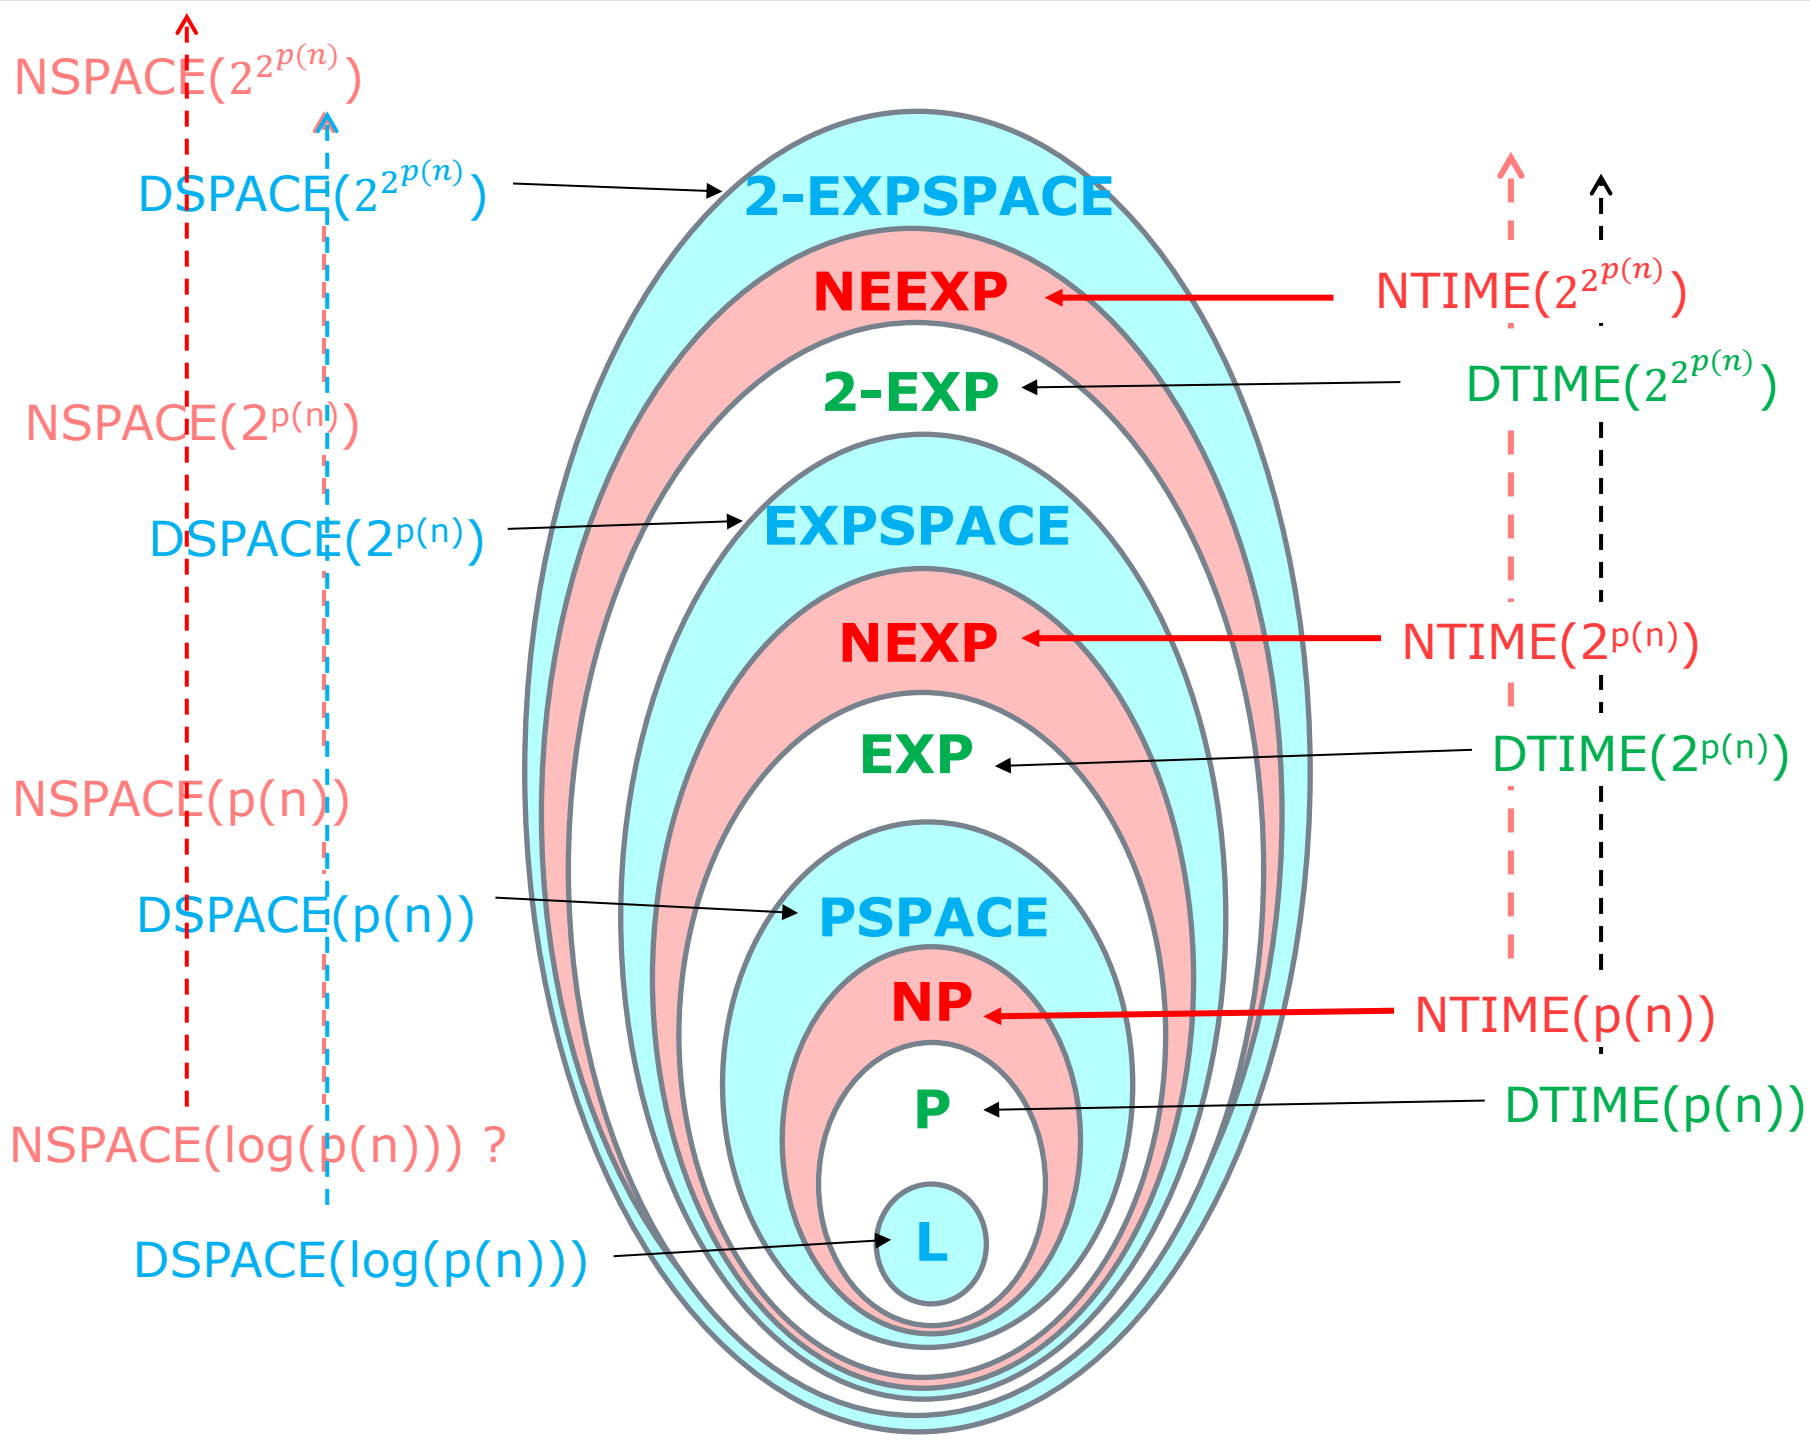 NSPACE(2^2^p(n))
DSPACE(2^2^p(n))
2-EXPSPACE
NEEXP
NTIME(2^2^p(n))
2-EXP
DTIME(2^2^p(n))
NSPACE(2^p(n))
DSPACE(2^p(n))
EXPSPACE
NEXP
NTIME(2^p(n))
EXP
DTIME(2^p(n))
NSPACE(p(n))
DSPACE(p(n))
PSPACE
NP
NTIME(p(n))
P
DTIME(p(n))
NSPACE(log(p(n))) ?
DSPACE(log(p(n)))
L